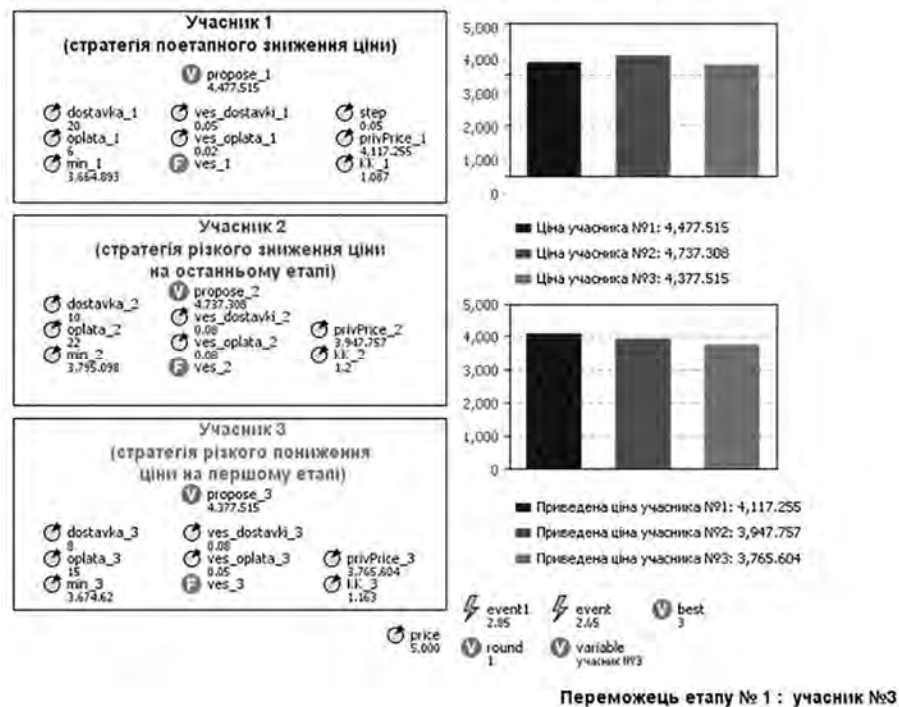 Учасник 1
(стратегія поетапного зниження ціни)
V propose_1
4,477.515
dostavka_1 ves_dostavki_1 step
20 0.05 0.05
oplata_1 ves_oplata_1 privPrice_1
6 0.02 4,117.255
min_1 F ves_1 kk_1
3,664.893 1.087
Учасник 2
(стратегія різкого зниження ціни
на останньому етапі)
V propose_2
4,737.308
dostavka_2 ves_dostavki_2
10 0.08
oplata_2 ves_oplata_2 privPrice_2
22 0.08 3,947.757
min_2 F ves_2 kk_2
3,795.098 1.2
Учасник 3
(стратегія різкого пониження
ціни на першому етапі)
V propose_3
4,377.515
dostavka_3 ves_dostavki_3
8 0.08
oplata_3 ves_oplata_3 privPrice_3
15 0.05 3,765.604
min_3 F ves_3 kk_3
3,674.62 1.163
price
5,000
5,000
4,000
3,000
2,000
1,000
0
Ціна учасника №1: 4,477.515
Ціна учасника №2: 4,737.308
Ціна учасника №3: 4,377.515
5,000
4,000
3,000
2,000
1,000
0
Приведена ціна учасника №1: 4,117.255
Приведена ціна учасника №2: 3,947.757
Приведена ціна учасника №3: 3,765.604
event1 event V best
2.85 2.65 3
V round V variable
1 учасник №3
Переможець етапу № 1 : учасник №3